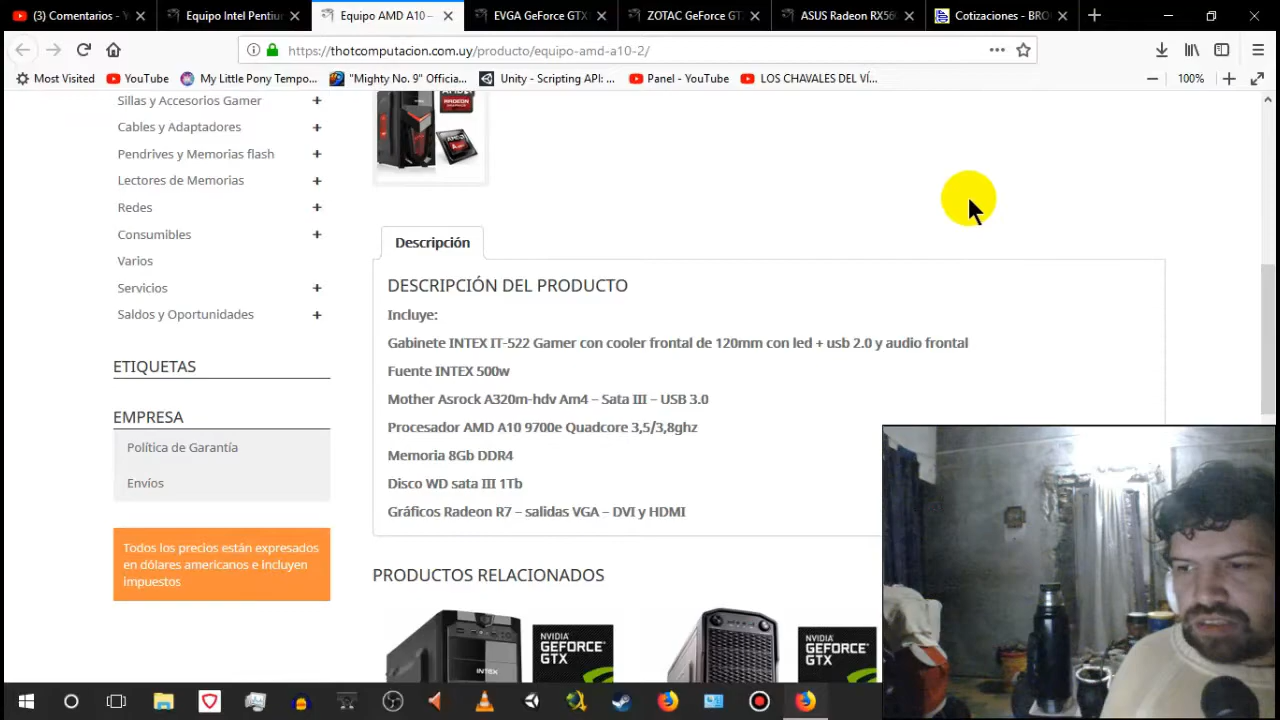 (3) Comentarios - Y
Equipo Intel Pentiu
Equipo AMD A10 –
EVGA GeForce GTX
ZOTAC GeForce GT
ASUS Radeon RX56
Cotizaciones - BRO
https://thotcomputacion.com.uy/producto/equipo-amd-a10-2/
Most Visited
YouTube
My Little Pony Tempo...
"Mighty No. 9" Officia...
Unity - Scripting API: ...
Panel - YouTube
LOS CHAVALES DEL VÍ...
100%
Sillas y Accesorios Gamer
Cables y Adaptadores
Pendrives y Memorias flash
Lectores de Memorias
Redes
Consumibles
Varios
Servicios
Saldos y Oportunidades
ETIQUETAS
EMPRESA
Política de Garantía
Envíos
Todos los precios están expresados
en dólares americanos e incluyen
impuestos
RADEON
Descripción
DESCRIPCIÓN DEL PRODUCTO
Incluye:
Gabinete INTEX IT-522 Gamer con cooler frontal de 120mm con led + usb 2.0 y audio frontal
Fuente INTEX 500w
Mother Asrock A320m-hdv Am4 – Sata III – USB 3.0
Procesador AMD A10 9700e Quadcore 3,5/3,8ghz
Memoria 8Gb DDR4
Disco WD sata III 1Tb
Gráficos Radeon R7 – salidas VGA – DVI y HDMI
PRODUCTOS RELACIONADOS
INTEX
NVIDIA
GEFORCE
GTX
NVIDIA
GEFORCE
GTX